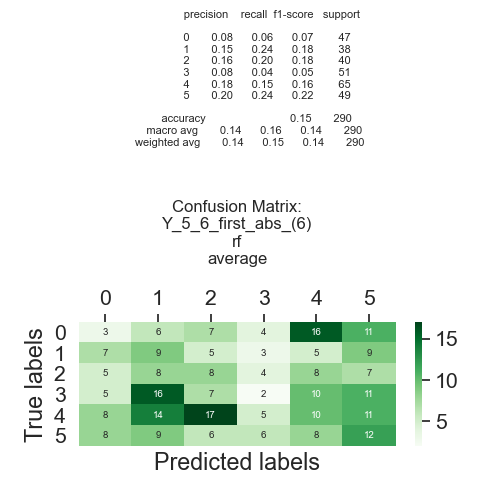 precision recall f1-score support
0 0.08 0.06 0.07 47
1 0.15 0.24 0.18 38
2 0.16 0.20 0.18 40
3 0.08 0.04 0.05 51
4 0.18 0.15 0.16 65
5 0.20 0.24 0.22 49
accuracy 0.15 290
macro avg 0.14 0.16 0.14 290
weighted avg 0.14 0.15 0.14 290
Confusion Matrix:
Y_5_6_first_abs_(6)
rf
average
0 1 2 3 4 5
0 3 6 7 4 16 11
1 7 9 5 3 5 9
2 5 8 8 4 8 7
3 5 16 7 2 10 11
4 8 14 17 5 10 11
5 8 9 6 6 8 12
True labels
Predicted labels
15
10
5